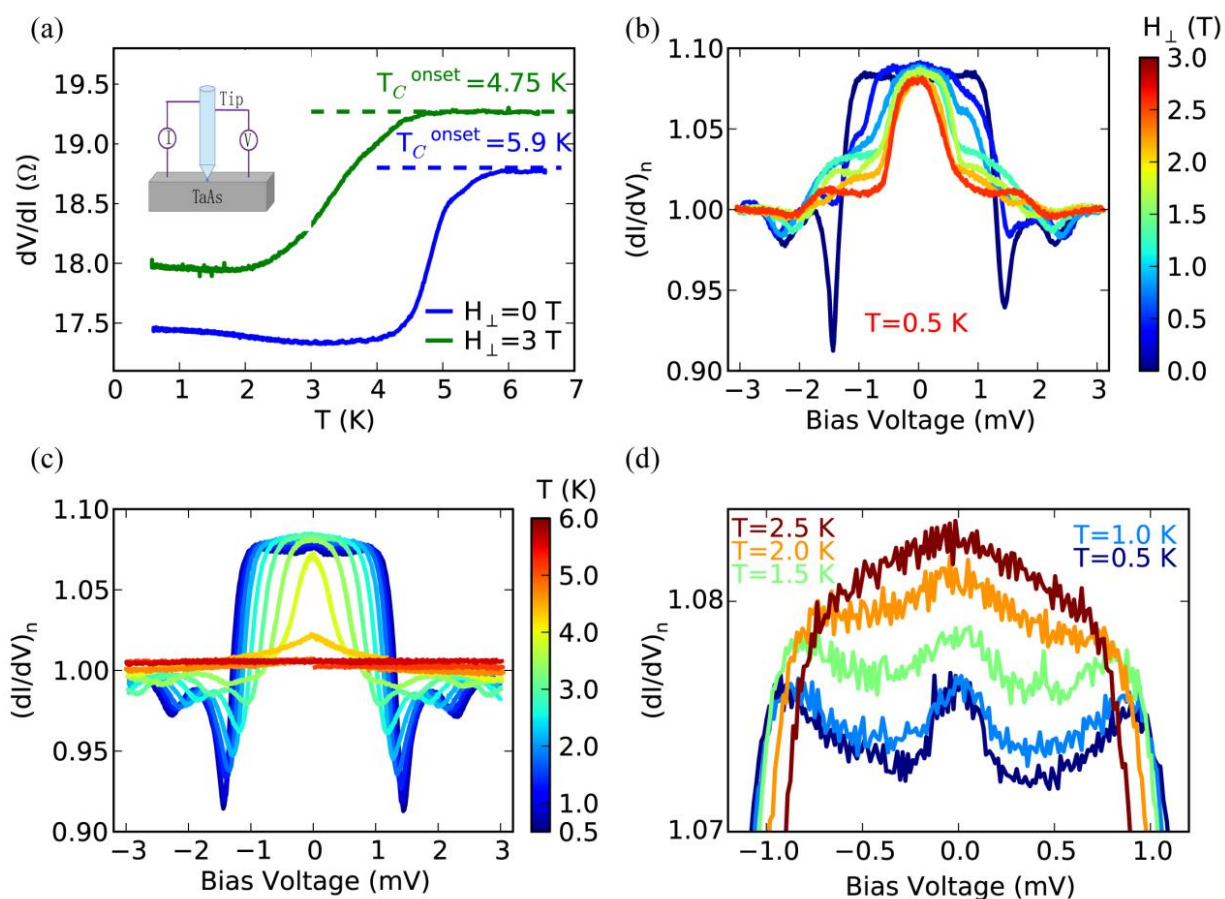 (a)
19.5
19.0
18.5
18.0
17.5
dV/dI (Ω)
0 1 2 3 4 5 6 7
T (K)
T_C^onset=4.75 K
T_C^onset=5.9 K
I
Tip
V
TaAs
H⊥=0 T
H⊥=3 T
(b)
1.10
1.05
1.00
0.95
0.90
(dI/dV)n
−3 −2 −1 0 1 2 3
Bias Voltage (mV)
T=0.5 K
H⊥ (T)
3.0
2.5
2.0
1.5
1.0
0.5
0.0
(c)
1.10
1.05
1.00
0.95
0.90
(dI/dV)n
−3 −2 −1 0 1 2 3
Bias Voltage (mV)
T (K)
6.0
5.0
4.0
3.0
2.0
1.0
0.5
(d)
1.08
1.07
(dI/dV)n
−1.0 −0.5 0.0 0.5 1.0
Bias Voltage (mV)
T=2.5 K
T=2.0 K
T=1.5 K
T=1.0 K
T=0.5 K